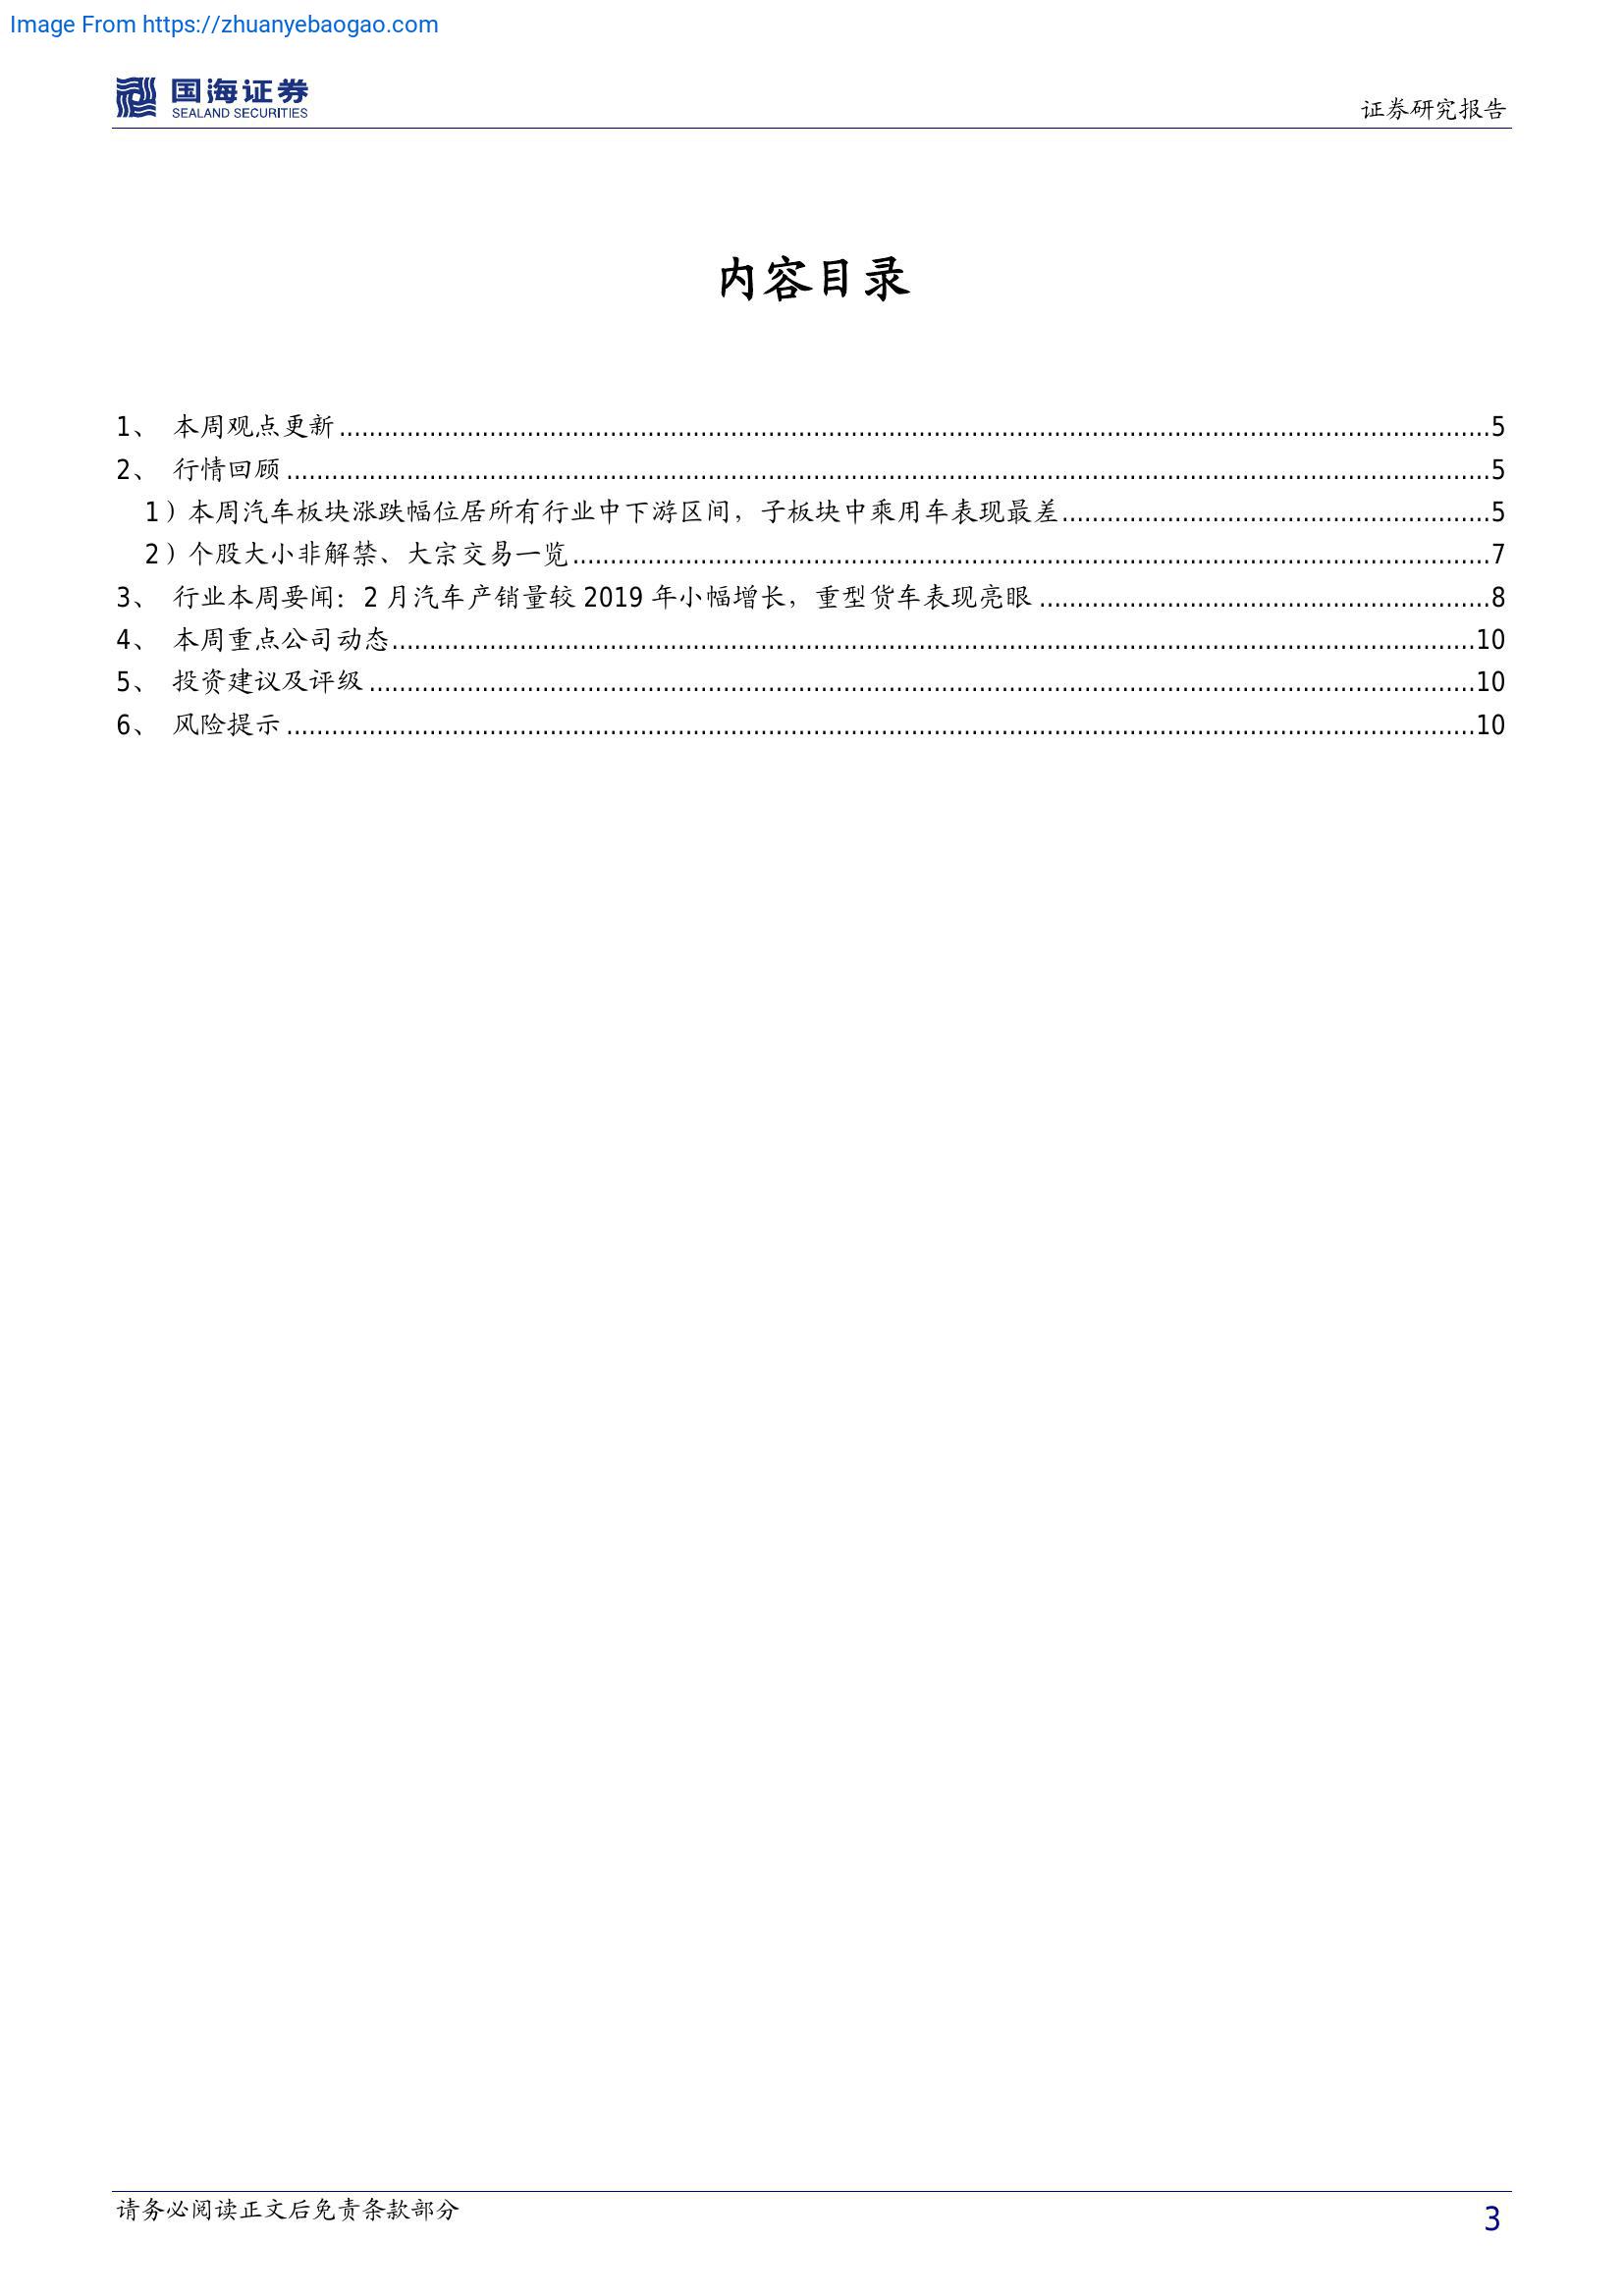 Image From https://zhuanyebaogao.com
国海证券
SEALAND SECURITIES
证券研究报告
内容目录
1、 本周观点更新........................................5
2、 行情回顾........................................5
1）本周汽车板块涨跌幅位居所有行业中下游区间，子板块中乘用车表现最差........................................5
2）个股大小非解禁、大宗交易一览........................................7
3、 行业本周要闻：2 月汽车产销量较 2019 年小幅增长，重型货车表现亮眼........................................8
4、 本周重点公司动态........................................10
5、 投资建议及评级........................................10
6、 风险提示........................................10
请务必阅读正文后免责条款部分
3